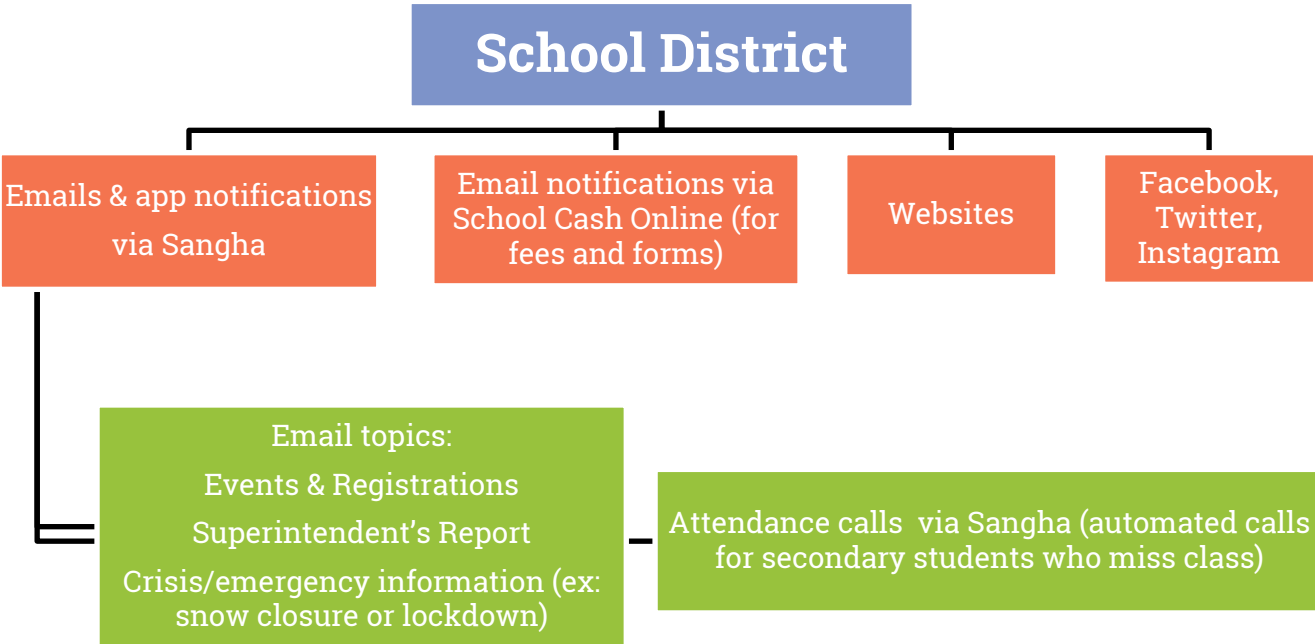 School District
Emails & app notifications
via Sangha
Email notifications via
School Cash Online (for
fees and forms)
Websites
Facebook,
Twitter,
Instagram
Email topics:
Events & Registrations
Superintendent’s Report
Crisis/emergency information (ex:
snow closure or lockdown)
Attendance calls  via Sangha (automated calls
for secondary students who miss class)